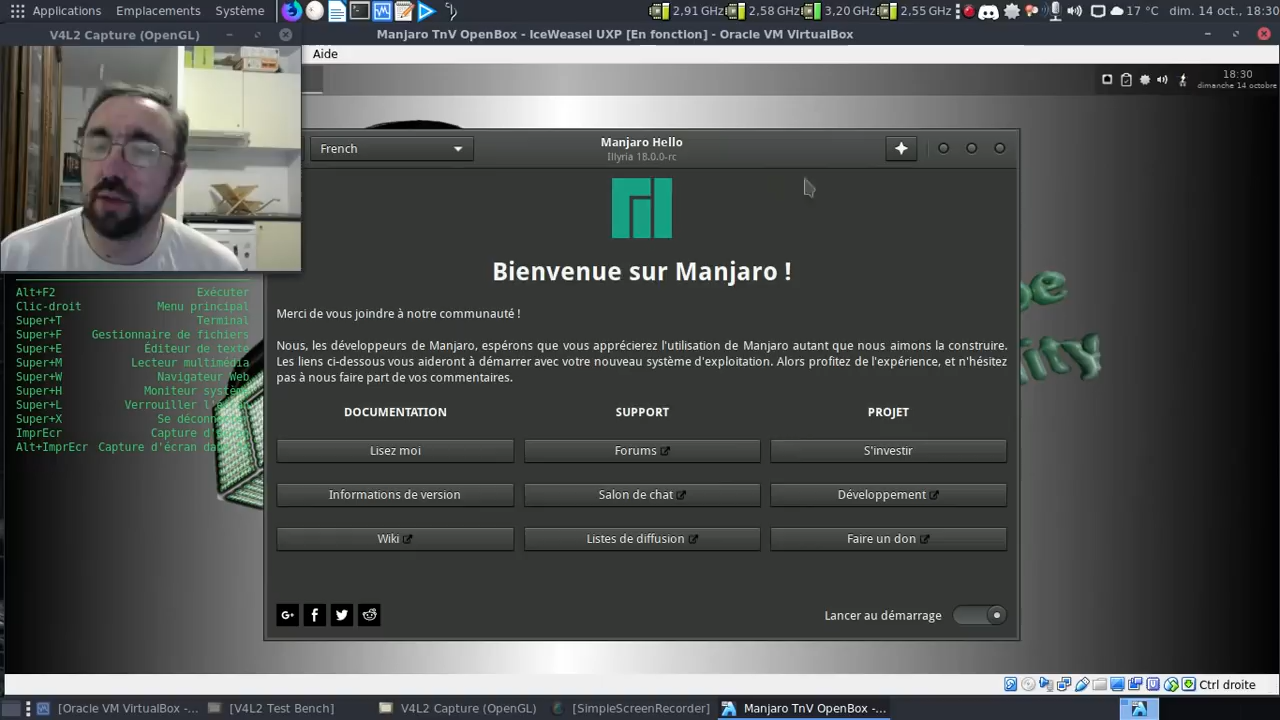 Applications Emplacements Système 2,91 GHz 2,58 GHz 3,20 GHz 2,55 GHz 17 °C dim. 14 oct., 18:30
V4L2 Capture (OpenGL)
Manjaro TnV OpenBox - IceWeasel UXP [En fonction] - Oracle VM VirtualBox
Aide
18:30
dimanche 14 octobre
French
Manjaro Hello
Illyria 18.0.0-rc
Bienvenue sur Manjaro !
Merci de vous joindre à notre communauté !
Nous, les développeurs de Manjaro, espérons que vous apprécierez l'utilisation de Manjaro autant que nous aimons la construire.
Les liens ci-dessous vous aideront à démarrer avec votre nouveau système d'exploitation. Alors profitez de l'expérience, et n'hésitez
pas à nous faire part de vos commentaires.
DOCUMENTATION SUPPORT PROJET
Lisez moi Forums S'investir
Informations de version Salon de chat Développement
Wiki Listes de diffusion Faire un don
G+
Lancer au démarrage
Alt+F2 Exécuter
Clic-droit Menu principal
Super+T Terminal
Super+F Gestionnaire de fichiers
Super+E Editeur de texte
Super+M Lecteur multimédia
Super+W Navigateur Web
Super+H Moniteur système
Super+L Verrouiller l'écran
Super+X Se
ImprEcr Capture
Alt+ImprEcr Capture d'écran
ity
Ctrl droite
[Oracle VM VirtualBox -... [V4L2 Test Bench] V4L2 Capture (OpenGL) [SimpleScreenRecorder] Manjaro TnV OpenBox -...